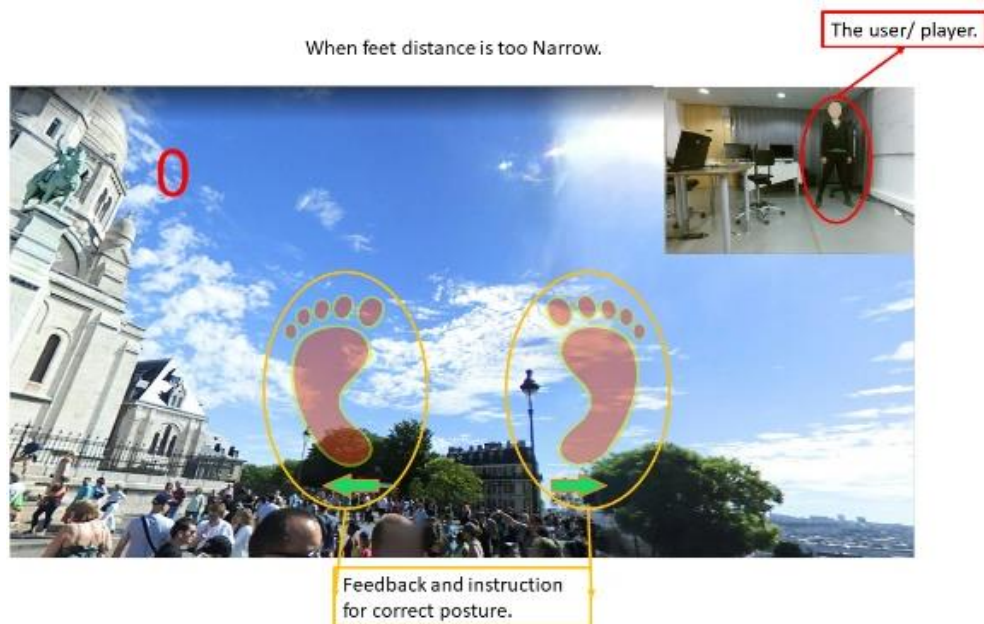 The user/ player.
When feet distance is too Narrow.
0
Feedback and instruction
for correct posture.